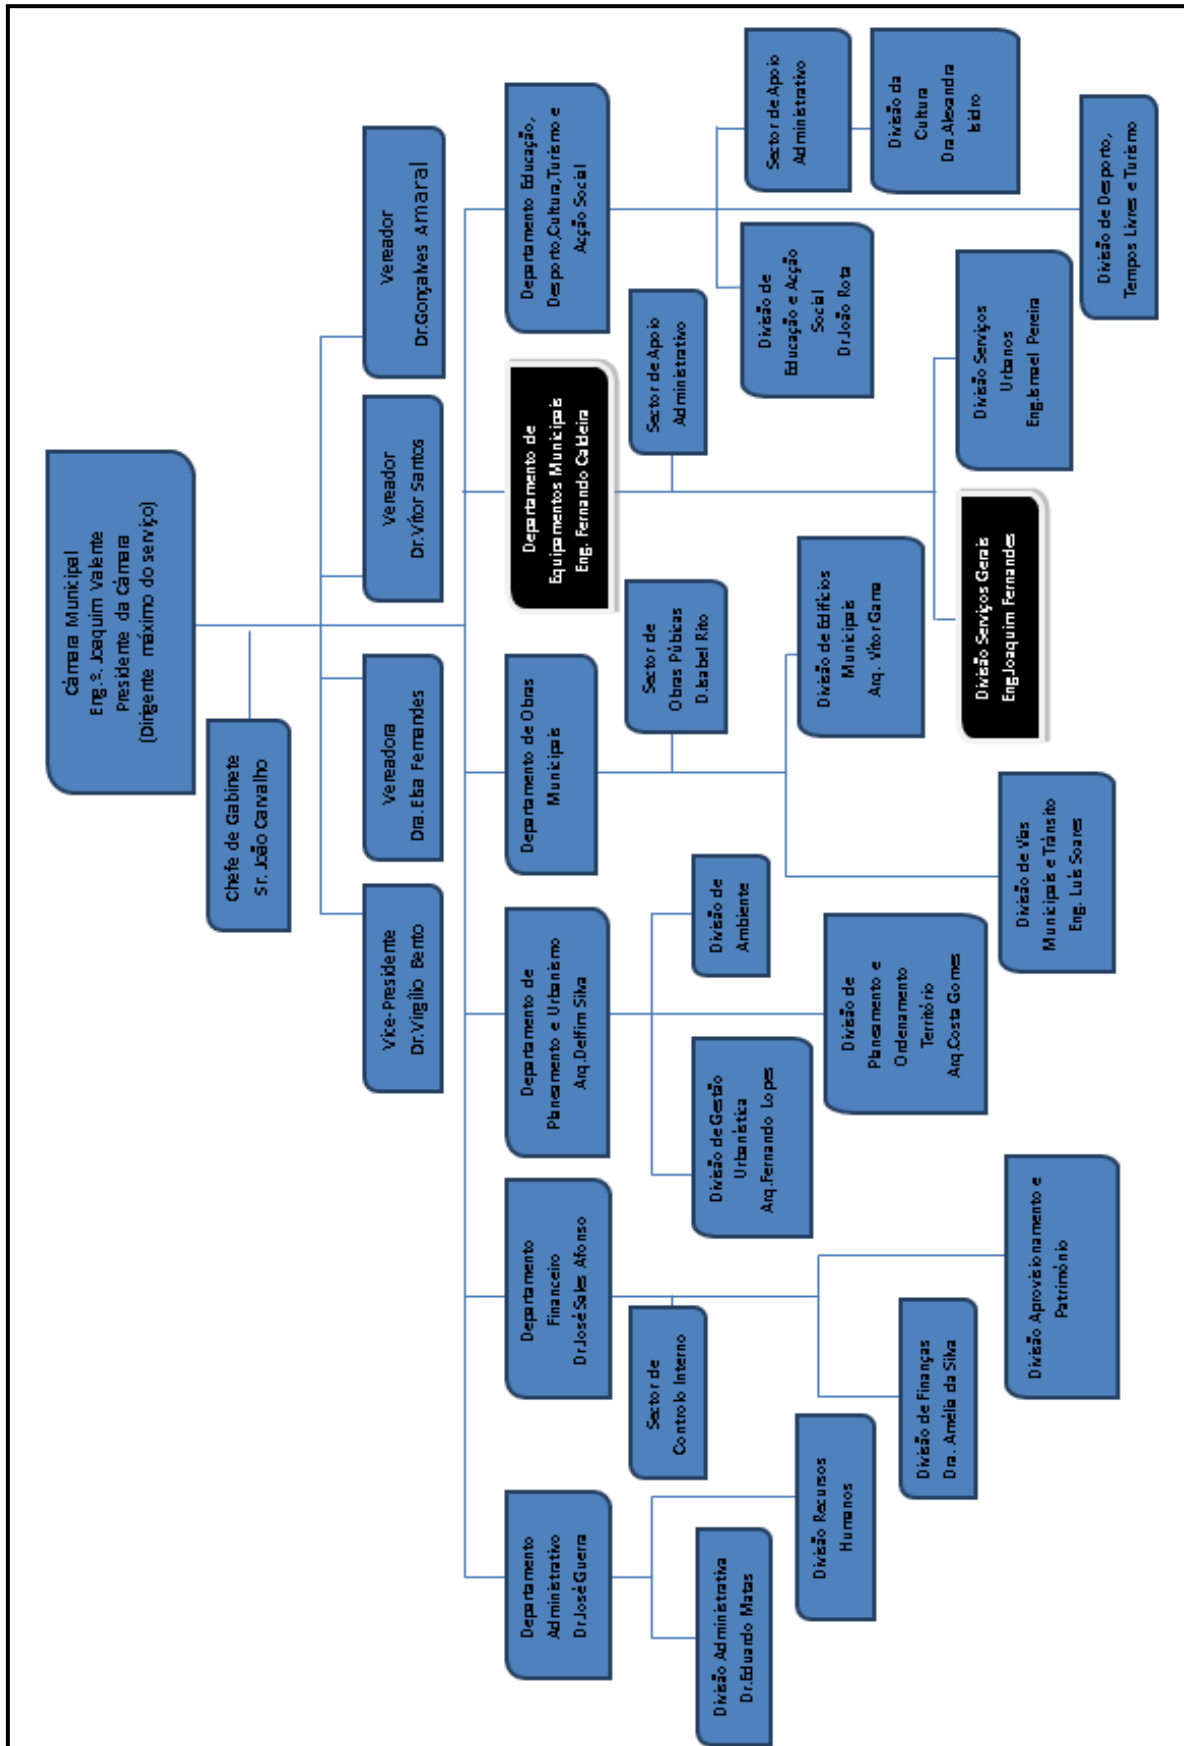 Câmara Municipal
Eng.º. Joaquim Valente
Presidente da Câmara
(Dirigente máximo do serviço)
Chefe de Gabinete
Sr. João Carvalho
Vice-Presidente
Dr.Virgílio Bento
Vereadora
Dra.Elsa Fernandes
Vereador
Dr.Vítor Santos
Vereador
Dr.Gonçalves Amaral
Departamento
Administrativo
Dr.José Guerra
Departamento
Financeiro
Dr.José Sales Afonso
Departamento de
Planeamento e Urbanismo
Arq.Delfim Silva
Departamento de Obras
Municipais
Departamento de
Equipamentos Municipais
Eng. Fernando Caldeira
Departamento Educação,
Desporto,Cultura,Turismo e
Acção Social
Divisão Administrativa
Dr.Eduardo Matas
Divisão Recursos
Humanos
Sector de
Controlo Interno
Divisão de Finanças
Dra. Amélia da Silva
Divisão Aprovisionamento e
Património
Divisão de Gestão
Urbanística
Arq.Fernando Lopes
Divisão de
Planeamento e
Ordenamento
Território
Arq.Costa Gomes
Divisão de
Ambiente
Sector de
Obras Púbicas
D.Isabel Rito
Divisão de Vias
Municipais e Trânsito
Eng. Luís Soares
Divisão de Edifícios
Municipais
Arq. Vítor Gama
Sector de Apoio
Administrativo
Divisão Serviços Gerais
Eng.Joaquim Fernandes
Divisão Serviços
Urbanos
Eng.Ismael Pereira
Divisão de
Educação e Acção
Social
Dr.João Rota
Sector de Apoio
Administrativo
Divisão da
Cultura
Dra.Alexandra
Isidro
Divisão de Desporto,
Tempos Livres e Turismo